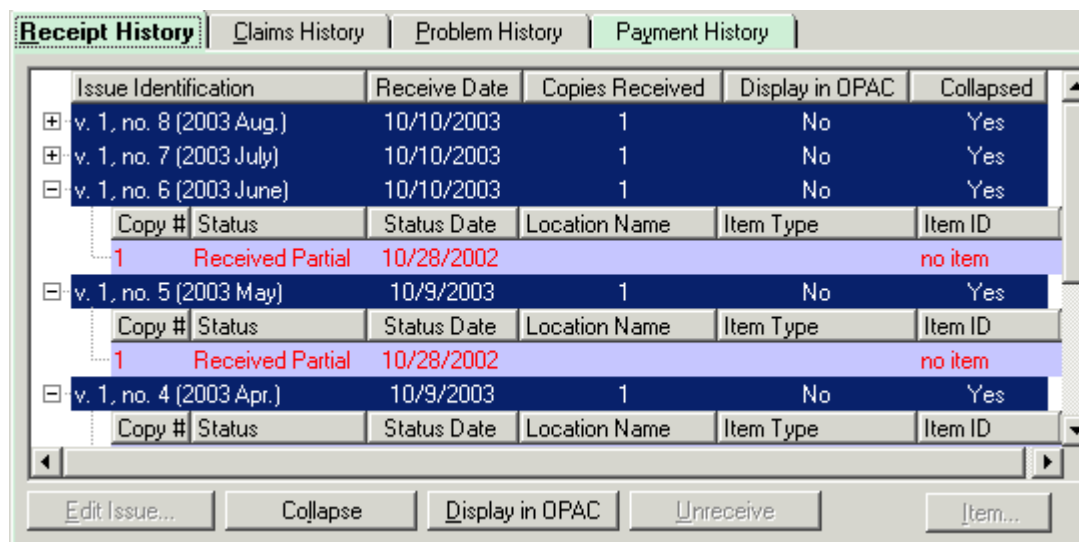 Receipt History Claims History Problem History Payment History
Issue Identification Receive Date Copies Received Display in OPAC Collapsed
v. 1, no. 8 (2003 Aug.) 10/10/2003 1 No Yes
v. 1, no. 7 (2003 July) 10/10/2003 1 No Yes
v. 1, no. 6 (2003 June) 10/10/2003 1 No Yes
Copy # Status Status Date Location Name Item Type Item ID
1 Received Partial 10/28/2002 no item
v. 1, no. 5 (2003 May) 10/9/2003 1 No Yes
Copy # Status Status Date Location Name Item Type Item ID
1 Received Partial 10/28/2002 no item
v. 1, no. 4 (2003 Apr.) 10/9/2003 1 No Yes
Copy # Status Status Date Location Name Item Type Item ID
Edit Issue... Collapse Display in OPAC Unreceive Item...